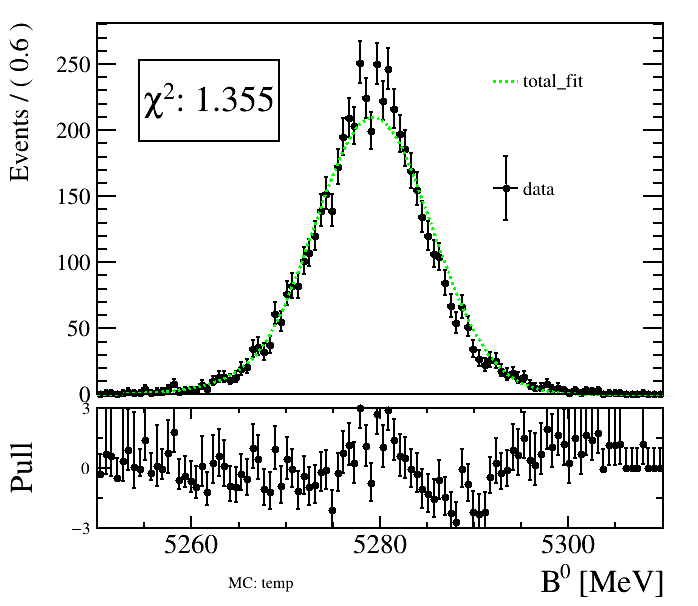 Events / ( 0.6 )
250
200
150
100
50
0
χ²: 1.355
total_fit
data
Pull
3
0
−3
5260 5280 5300
MC: temp
B⁰ [MeV]